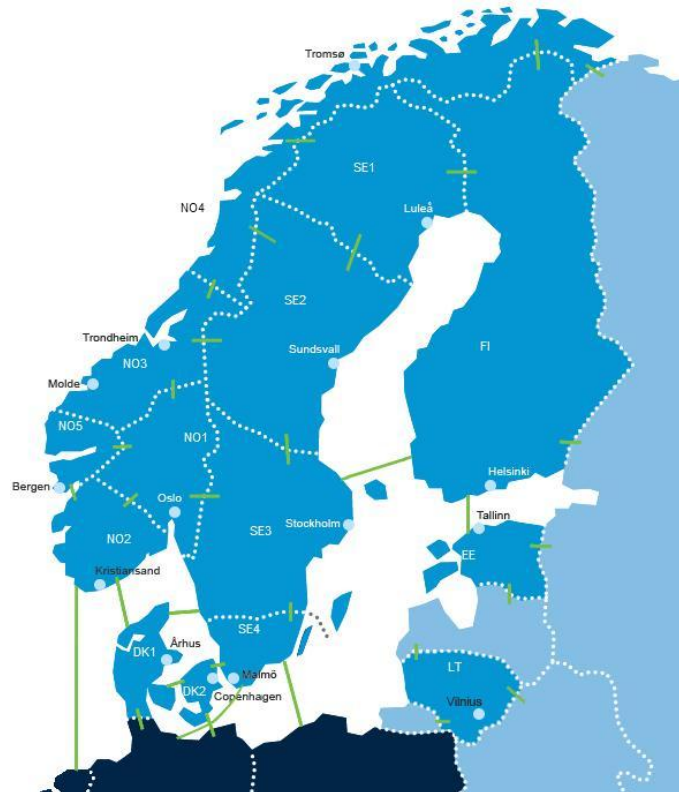 Tromsø
SE1
NO4
Luleå
SE2
Trondheim
NO3
Sundsvall
FI
Molde
NO5
NO1
Bergen
Oslo
Helsinki
NO2
SE3
Stockholm
Tallinn
EE
Kristiansand
SE4
Århus
DK1
LT
Malmö
DK2
Copenhagen
Vilnius